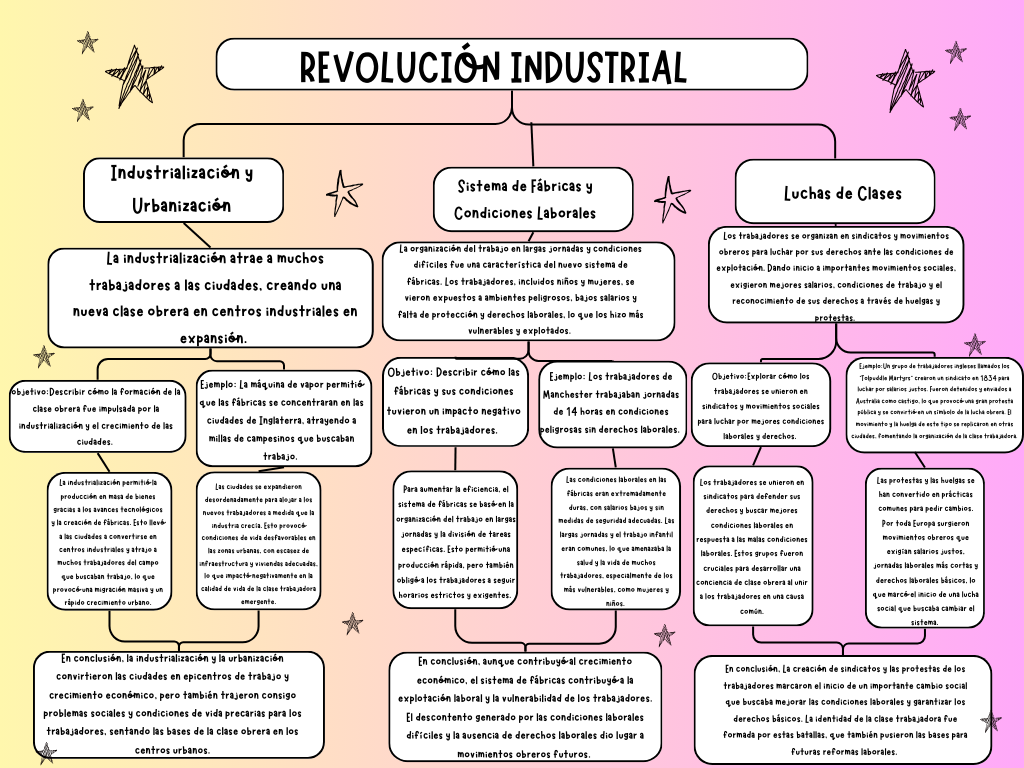 REVOLUCIÓN INDUSTRIAL
Industrialización y
Urbanización
La industrialización atrae a muchos
trabajadores a las ciudades, creando una
nueva clase obrera en centros industriales en
expansión.
Objetivo:Describir cómo la formación de la
clase obrera fue impulsada por la
industrialización y el crecimiento de las
ciudades.
Ejemplo: La máquina de vapor permitió
que las fábricas se concentraran en las
ciudades de Inglaterra, atrayendo a
millas de campesinos que buscaban
trabajo.
La industrialización permitió la
producción en masa de bienes
gracias a los avances tecnológicos
y la creación de fábricas. Esto llevó
a las ciudades a convertirse en
centros industriales y atrajo a
muchos trabajadores del campo
que buscaban trabajo, lo que
provocó una migración masiva y un
rápido crecimiento urbano.
Las ciudades se expandieron
desordenadamente para alojar a los
nuevos trabajadores a medida que la
industria crecía. Esto provocó
condiciones de vida desfavorables en
las zonas urbanas, con escasez de
infraestructura y viviendas adecuadas,
lo que impactó negativamente en la
calidad de vida de la clase trabajadora
emergente.
En conclusión, la industrialización y la urbanización
convirtieron las ciudades en epicentros de trabajo y
crecimiento económico, pero también trajeron consigo
problemas sociales y condiciones de vida precarias para los
trabajadores, sentando las bases de la clase obrera en los
centros urbanos.
Sistema de Fábricas y
Condiciones Laborales
La organización del trabajo en largas jornadas y condiciones
difíciles fue una característica del nuevo sistema de
fábricas. Los trabajadores, incluidos niños y mujeres, se
vieron expuestos a ambientes peligrosos, bajos salarios y
falta de protección y derechos laborales, lo que los hizo más
vulnerables y explotados.
Objetivo: Describir cómo las
fábricas y sus condiciones
tuvieron un impacto negativo
en los trabajadores.
Ejemplo: Los trabajadores de
Manchester trabajaban jornadas
de 14 horas en condiciones
peligrosas sin derechos laborales.
Para aumentar la eficiencia, el
sistema de fábricas se basó en la
organización del trabajo en largas
jornadas y la división de tareas
específicas. Esto permitió una
producción rápida, pero también
obligó a los trabajadores a seguir
horarios estrictos y exigentes.
Las condiciones laborales en las
fábricas eran extremadamente
duras, con salarios bajos y sin
medidas de seguridad adecuadas. Las
largas jornadas y el trabajo infantil
eran comunes, lo que amenazaba la
salud y la vida de muchos
trabajadores, especialmente de los
más vulnerables, como mujeres y
niños.
En conclusión, aunque contribuyó al crecimiento
económico, el sistema de fábricas contribuyó a la
explotación laboral y la vulnerabilidad de los trabajadores.
El descontento generado por las condiciones laborales
difíciles y la ausencia de derechos laborales dio lugar a
movimientos obreros futuros.
Luchas de Clases
Los trabajadores se organizan en sindicatos y movimientos
obreros para luchar por sus derechos ante las condiciones de
explotación. Dando inicio a importantes movimientos sociales,
exigieron mejores salarios, condiciones de trabajo y el
reconocimiento de sus derechos a través de huelgas y
protestas.
Objetivo:Explorar cómo los
trabajadores se unieron en
sindicatos y movimientos sociales
para luchar por mejores condiciones
laborales y derechos.
Ejemplo:Un grupo de trabajadores ingleses llamados los
"Tolpuddle Martyrs" crearon un sindicato en 1834 para
luchar por salarios justos. Fueron detenidos y enviados a
Australia como castigo, lo que provocó una gran protesta
pública y se convirtió en un símbolo de la lucha obrera. El
movimiento y la huelga de este tipo se replicaron en otras
ciudades, fomentando la organización de la clase trabajadora.
Los trabajadores se unieron en
sindicatos para defender sus
derechos y buscar mejores
condiciones laborales en
respuesta a las malas condiciones
laborales. Estos grupos fueron
cruciales para desarrollar una
conciencia de clase obrera al unir
a los trabajadores en una causa
común.
Las protestas y las huelgas se
han convertido en prácticas
comunes para pedir cambios.
Por toda Europa surgieron
movimientos obreros que
exigían salarios justos,
jornadas laborales más cortas y
derechos laborales básicos, lo
que marcó el inicio de una lucha
social que buscaba cambiar el
sistema.
En conclusión, La creación de sindicatos y las protestas de los
trabajadores marcaron el inicio de un importante cambio social
que buscaba mejorar las condiciones laborales y garantizar los
derechos básicos. La identidad de la clase trabajadora fue
formada por estas batallas, que también pusieron las bases para
futuras reformas laborales.